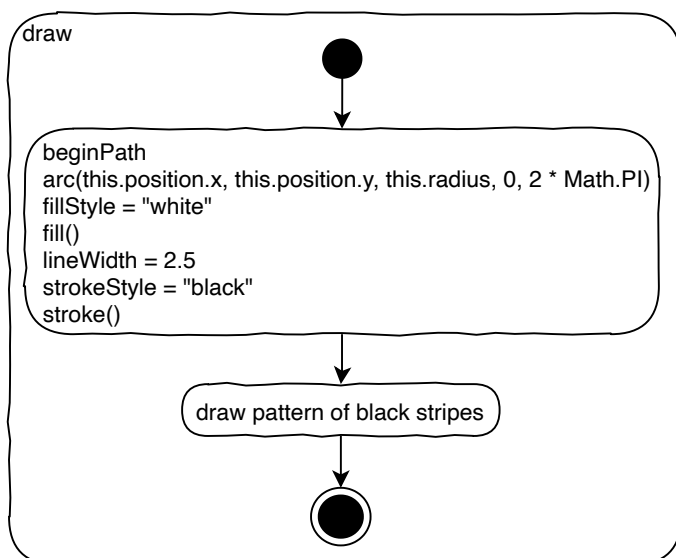 draw
beginPath
arc(this.position.x, this.position.y, this.radius, 0, 2 * Math.PI)
fillStyle = "white"
fill()
lineWidth = 2.5
strokeStyle = "black"
stroke()
draw pattern of black stripes